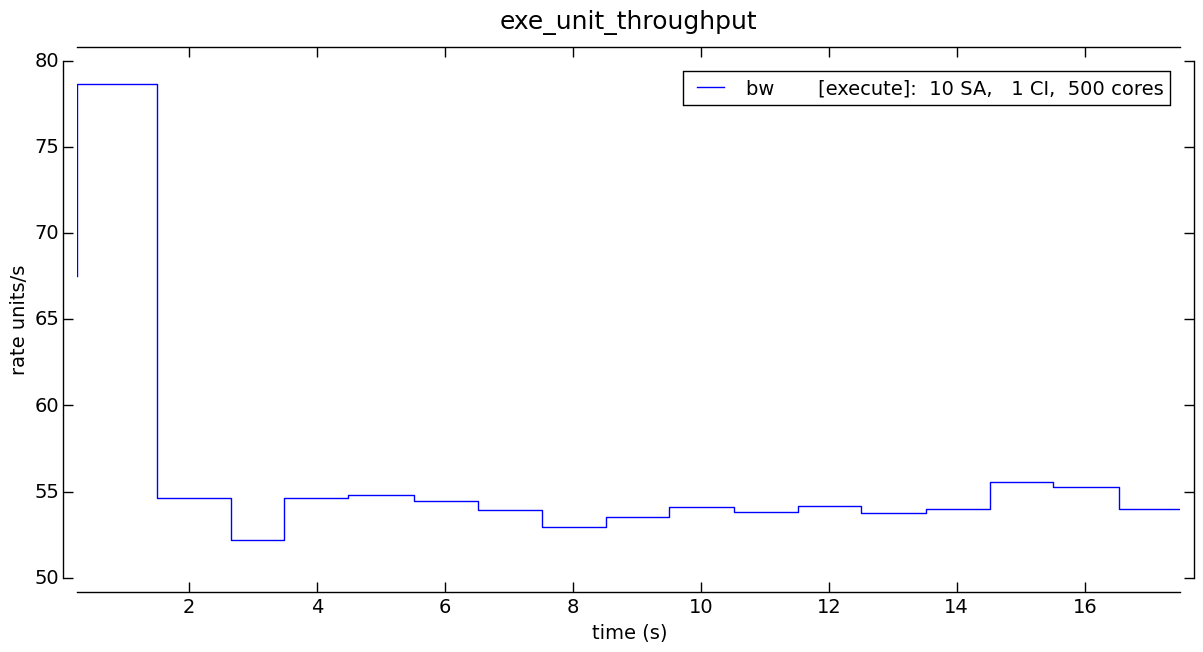 exe_unit_throughput
bw [execute]: 10 SA, 1 CI, 500 cores
80
75
70
65
60
55
50
rate units/s
2 4 6 8 10 12 14 16
time (s)